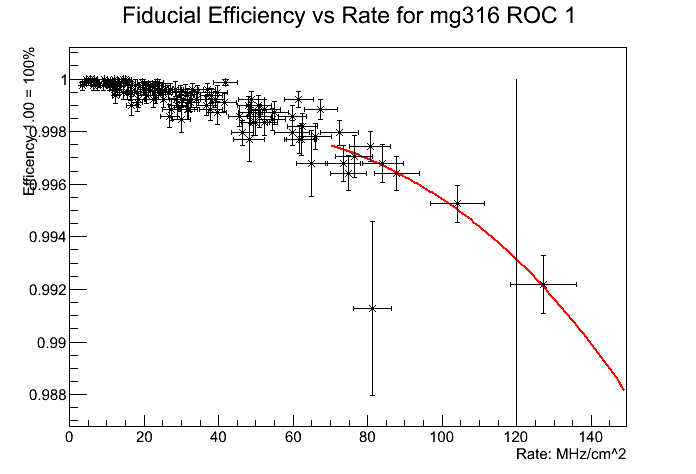 Fiducial Efficiency vs Rate for mg316 ROC 1
Efficency 1.00 = 100%
1
0.998
0.996
0.994
0.992
0.99
0.988
0 20 40 60 80 100 120 140
Rate: MHz/cm^2